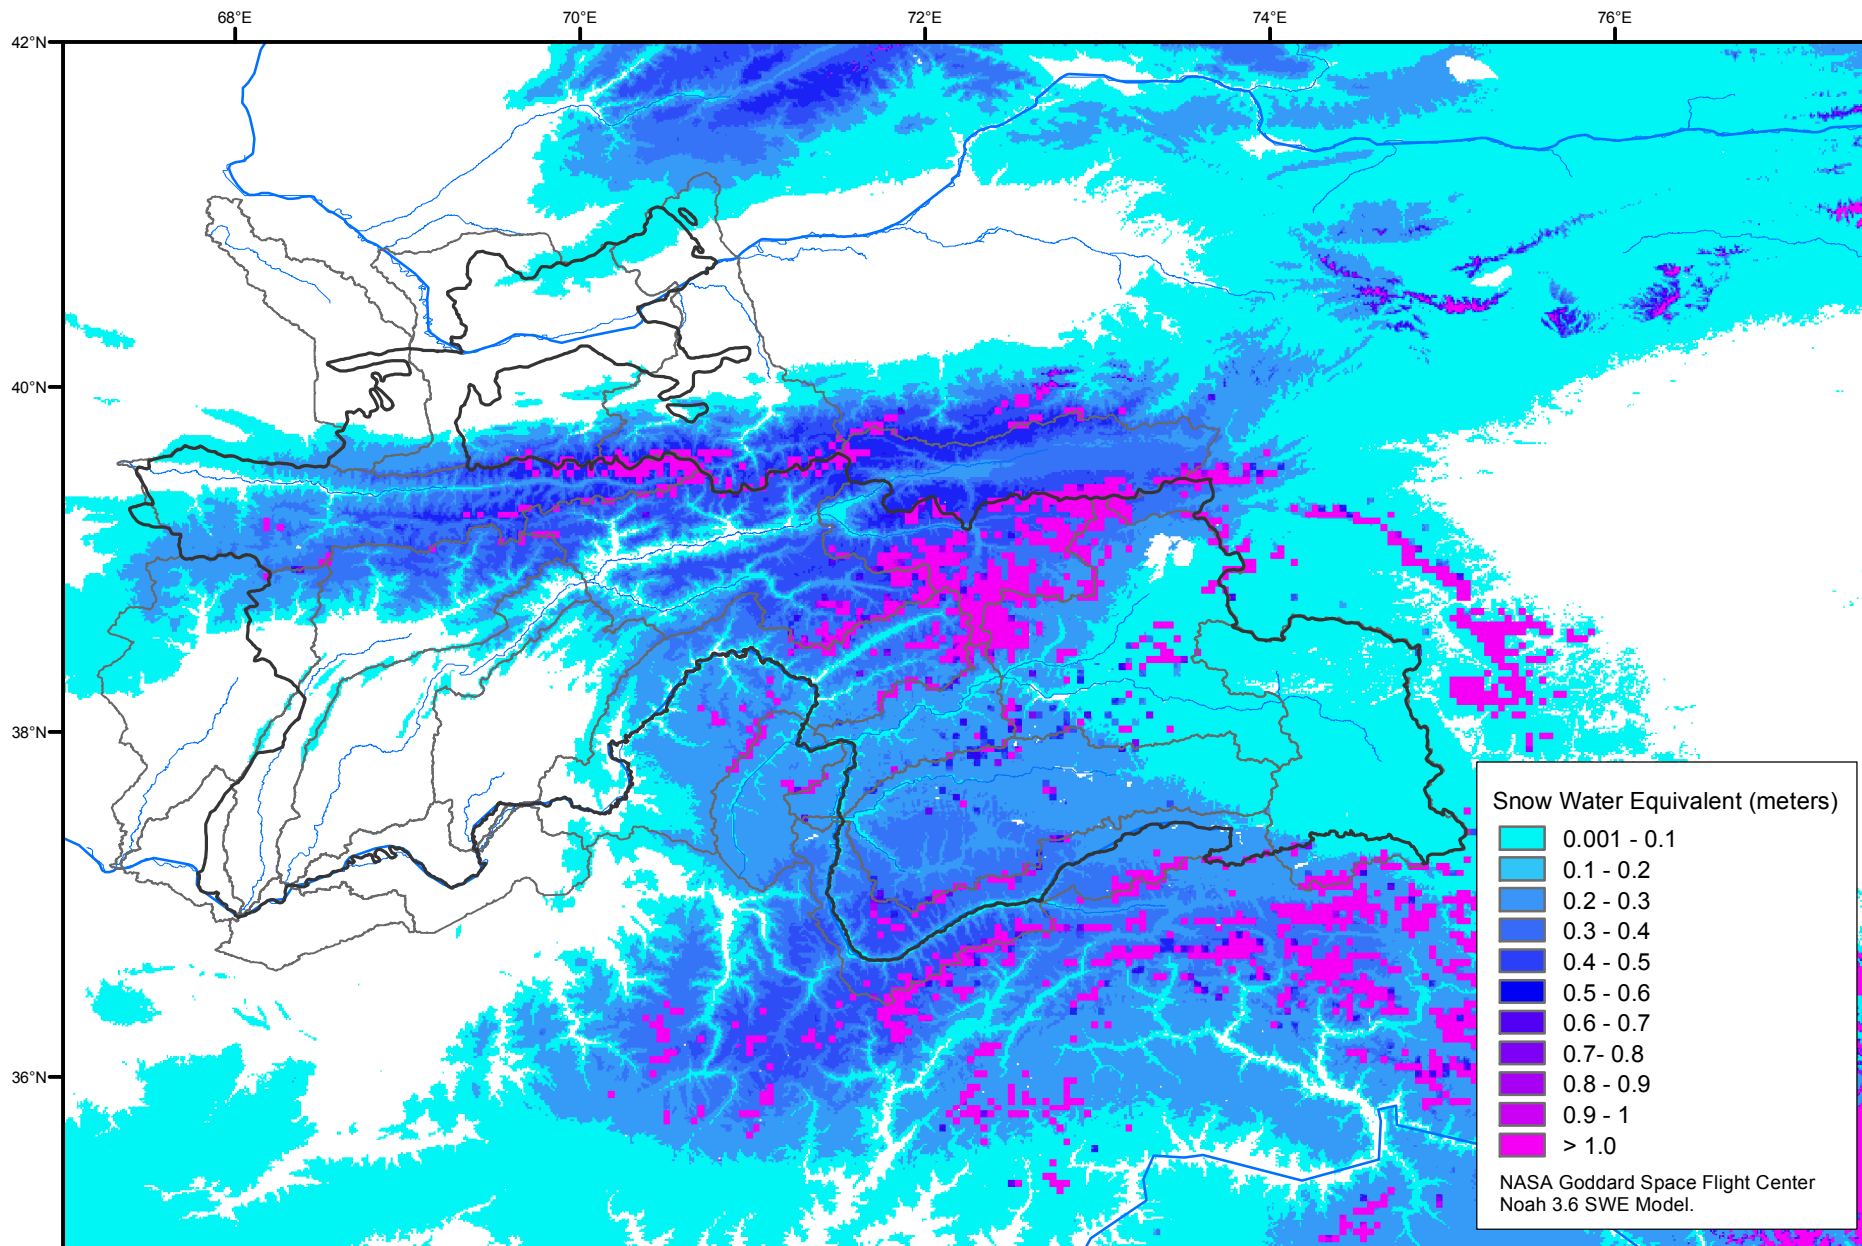 68°E
70°E
72°E
74°E
76°E
42°N
40°N
38°N
36°N
Snow Water Equivalent (meters)
0.001 - 0.1
0.1 - 0.2
0.2 - 0.3
0.3 - 0.4
0.4 - 0.5
0.5 - 0.6
0.6 - 0.7
0.7- 0.8
0.8 - 0.9
0.9 - 1
> 1.0
NASA Goddard Space Flight Center
Noah 3.6 SWE Model.